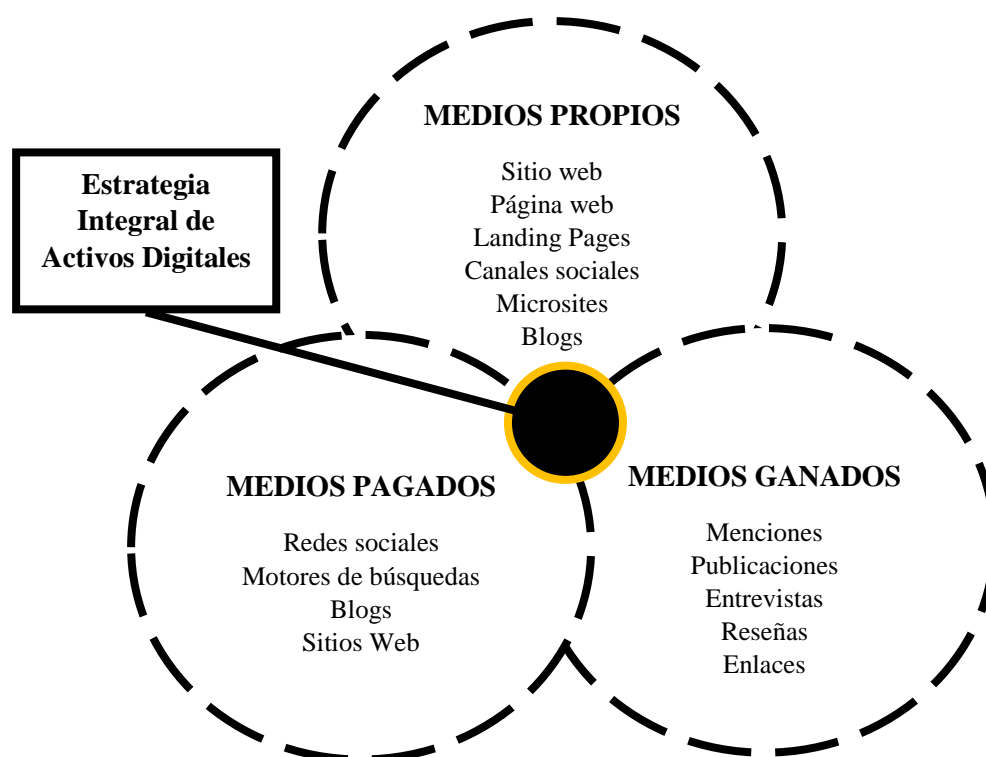 MEDIOS PROPIOS
Sitio web
Página web
Landing Pages
Canales sociales
Microsites
Blogs
Estrategia
Integral de
Activos Digitales
MEDIOS PAGADOS
Redes sociales
Motores de búsquedas
Blogs
Sitios Web
MEDIOS GANADOS
Menciones
Publicaciones
Entrevistas
Reseñas
Enlaces